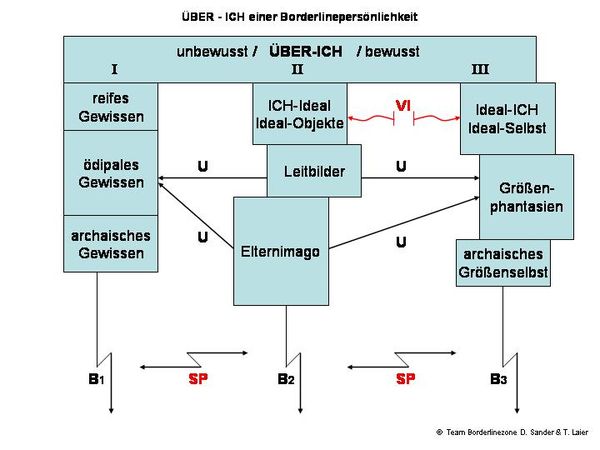 ÜBER - ICH einer Borderlinepersönlichkeit
unbewusst / ÜBER-ICH / bewusst
I II III
reifes
Gewissen
ödipales
Gewissen
archaisches
Gewissen
ICH-Ideal
Ideal-Objekte
Leitbilder
Elternimago
VI
Ideal-ICH
Ideal-Selbst
Größen-
phantasien
archaisches
Größenselbst
U U
U U
B1 SP B2 SP B3
© Team Borderlinezone D. Sander & T. Laier